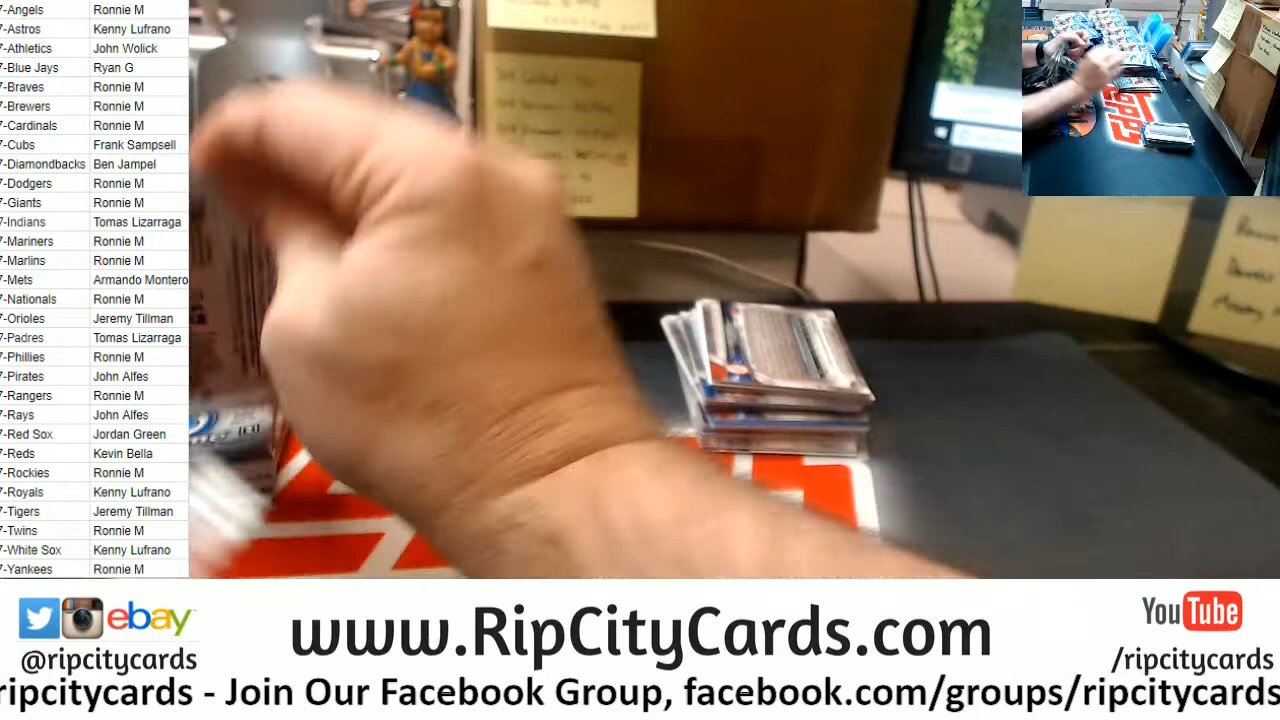 7-Angels Ronnie M
7-Astros Kenny Lufrano
7-Athletics John Wolick
7-Blue Jays Ryan G
7-Braves Ronnie M
7-Brewers Ronnie M
7-Cardinals Ronnie M
7-Cubs Frank Sampsell
7-Diamondbacks Ben Jampel
7-Dodgers Ronnie M
7-Giants Ronnie M
7-Indians Tomas Lizarraga
7-Mariners Ronnie M
7-Marlins Ronnie M
7-Mets Armando Montero
7-Nationals Ronnie M
7-Orioles Jeremy Tillman
7-Padres Tomas Lizarraga
7-Phillies Ronnie M
7-Pirates John Alfes
7-Rangers Ronnie M
7-Rays John Alfes
7-Red Sox Jordan Green
7-Reds Kevin Bella
7-Rockies Ronnie M
7-Royals Kenny Lufrano
7-Tigers Jeremy Tillman
7-Twins Ronnie M
7-White Sox Kenny Lufrano
7-Yankees Ronnie M
topps
ebay
@ripcitycards
www.RipCityCards.com
YouTube
/ripcitycards
ripcitycards - Join Our Facebook Group, facebook.com/groups/ripcitycards